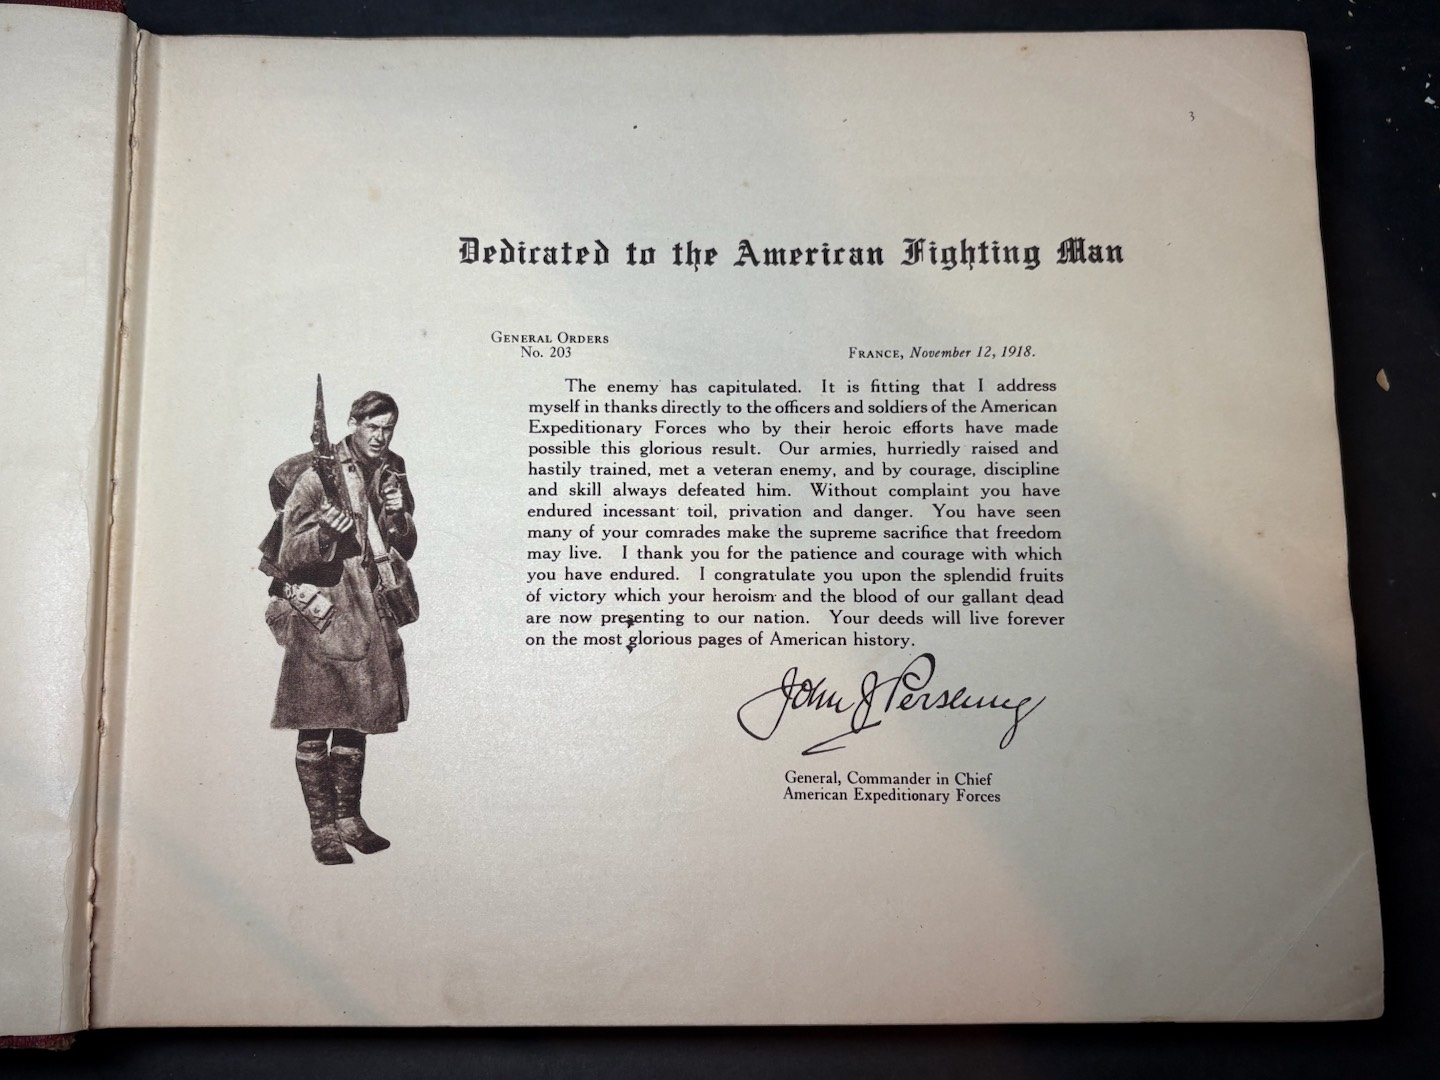 3
Dedicated to the American Fighting Man
General Orders
No. 203
France, November 12, 1918.
The enemy has capitulated. It is fitting that I address
myself in thanks directly to the officers and soldiers of the American
Expeditionary Forces who by their heroic efforts have made
possible this glorious result. Our armies, hurriedly raised and
hastily trained, met a veteran enemy, and by courage, discipline
and skill always defeated him. Without complaint you have
endured incessant toil, privation and danger. You have seen
many of your comrades make the supreme sacrifice that freedom
may live. I thank you for the patience and courage with which
you have endured. I congratulate you upon the splendid fruits
of victory which your heroism and the blood of our gallant dead
are now presenting to our nation. Your deeds will live forever
on the most glorious pages of American history.
John J Pershing
General, Commander in Chief
American Expeditionary Forces